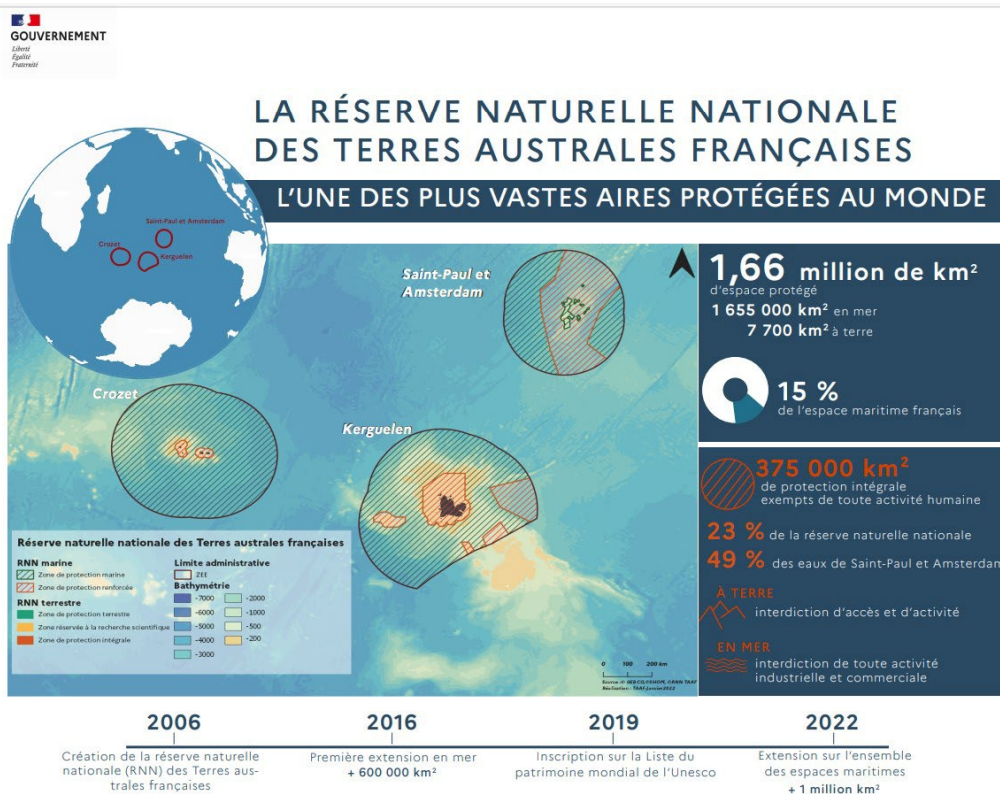 GOUVERNEMENT
Liberté
Égalité
Fraternité
LA RÉSERVE NATURELLE NATIONALE
DES TERRES AUSTRALES FRANÇAISES
L'UNE DES PLUS VASTES AIRES PROTÉGÉES AU MONDE
Saint-Paul et Amsterdam
Crozet
Kerguelen
Saint-Paul et
Amsterdam
Crozet
Kerguelen
Réserve naturelle nationale des Terres australes françaises
RNN marine
Zone de protection marine
Zone de protection renforcée
RNN terrestre
Zone de protection terrestre
Zone réservée à la recherche scientifique
Zone de protection intégrale
Limite administrative
ZEE
Bathymétrie
-7000
-6000
-5000
-4000
-3000
-2000
-1000
-500
-200
0 100 200 km
Source :© GEBCO, ©SHOM, ©RNN TAAF
Réalisation : TAAF-Janvier2022
1,66 million de km²
d'espace protégé
1 655 000 km² en mer
7 700 km² à terre
15 %
de l'espace maritime français
375 000 km²
de protection intégrale
exempts de toute activité humaine
23 % de la réserve naturelle nationale
49 % des eaux de Saint-Paul et Amsterdam
À TERRE
interdiction d'accès et d'activité
EN MER
interdiction de toute activité
industrielle et commerciale
2006
Création de la réserve naturelle
nationale (RNN) des Terres aus-
trales françaises
2016
Première extension en mer
+ 600 000 km²
2019
Inscription sur la Liste du
patrimoine mondial de l'Unesco
2022
Extension sur l'ensemble
des espaces maritimes
+ 1 million km²